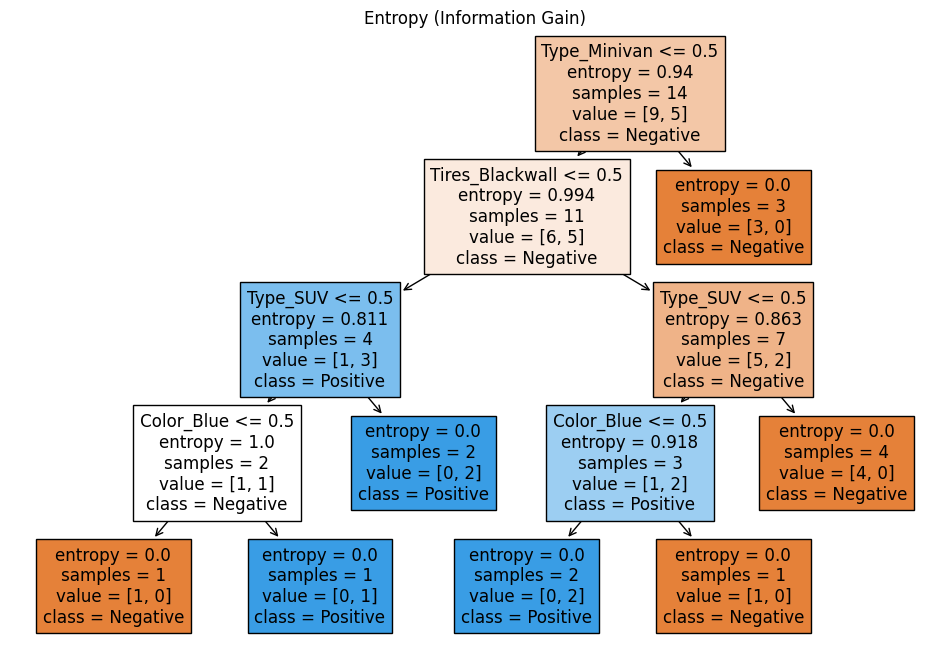 Entropy (Information Gain)
Type_Minivan <= 0.5
entropy = 0.94
samples = 14
value = [9, 5]
class = Negative
Tires_Blackwall <= 0.5
entropy = 0.994
samples = 11
value = [6, 5]
class = Negative
entropy = 0.0
samples = 3
value = [3, 0]
class = Negative
Type_SUV <= 0.5
entropy = 0.811
samples = 4
value = [1, 3]
class = Positive
Type_SUV <= 0.5
entropy = 0.863
samples = 7
value = [5, 2]
class = Negative
Color_Blue <= 0.5
entropy = 1.0
samples = 2
value = [1, 1]
class = Negative
entropy = 0.0
samples = 2
value = [0, 2]
class = Positive
Color_Blue <= 0.5
entropy = 0.918
samples = 3
value = [1, 2]
class = Positive
entropy = 0.0
samples = 4
value = [4, 0]
class = Negative
entropy = 0.0
samples = 1
value = [1, 0]
class = Negative
entropy = 0.0
samples = 1
value = [0, 1]
class = Positive
entropy = 0.0
samples = 2
value = [0, 2]
class = Positive
entropy = 0.0
samples = 1
value = [1, 0]
class = Negative